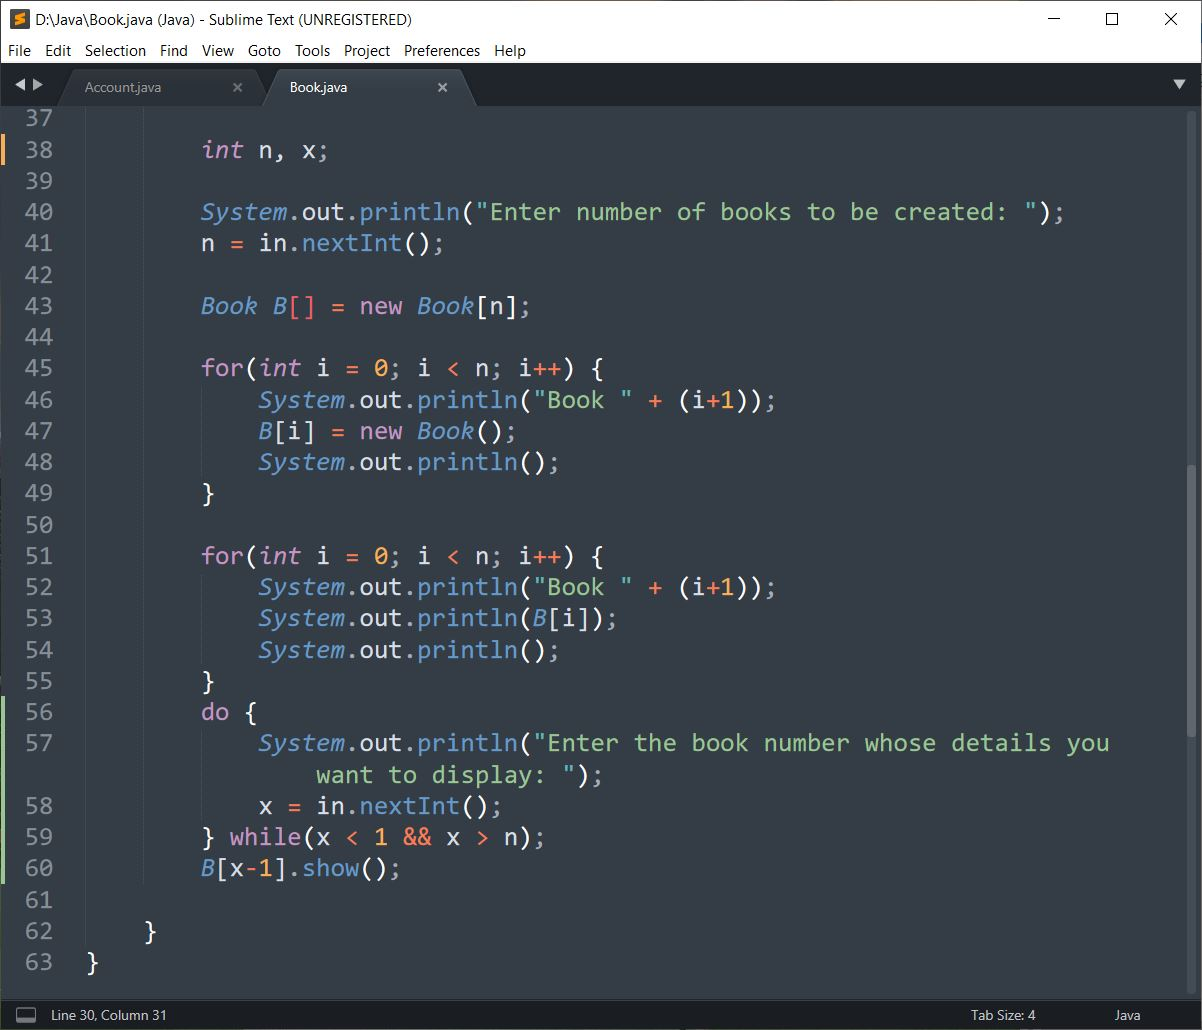 D:\Java\Book.java (Java) - Sublime Text (UNREGISTERED)
File Edit Selection Find View Goto Tools Project Preferences Help
Account.java Book.java
37
38 int n, x;
39
40 System.out.println("Enter number of books to be created: ");
41 n = in.nextInt();
42
43 Book B[] = new Book[n];
44
45 for(int i = 0; i < n; i++) {
46 System.out.println("Book " + (i+1));
47 B[i] = new Book();
48 System.out.println();
49 }
50
51 for(int i = 0; i < n; i++) {
52 System.out.println("Book " + (i+1));
53 System.out.println(B[i]);
54 System.out.println();
55 }
56 do {
57 System.out.println("Enter the book number whose details you
want to display: ");
58 x = in.nextInt();
59 } while(x < 1 && x > n);
60 B[x-1].show();
61
62 }
63 }
Line 30, Column 31 Tab Size: 4 Java